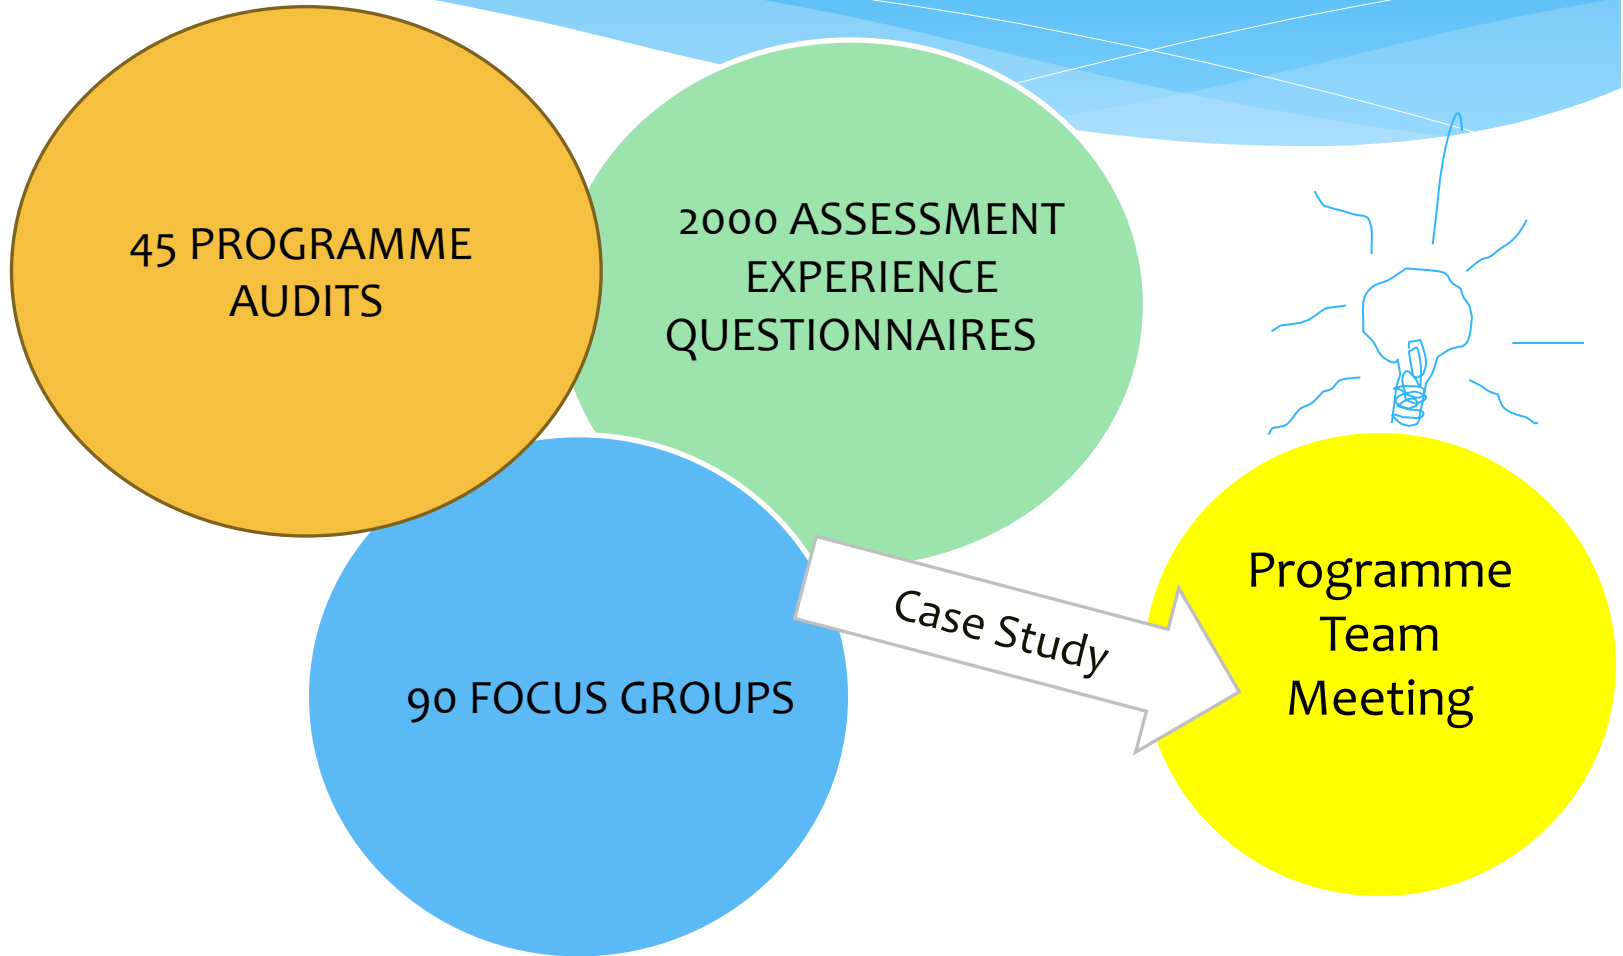 45 PROGRAMME
AUDITS
2000 ASSESSMENT
EXPERIENCE
QUESTIONNAIRES
90 FOCUS GROUPS
Case Study
Programme
Team
Meeting